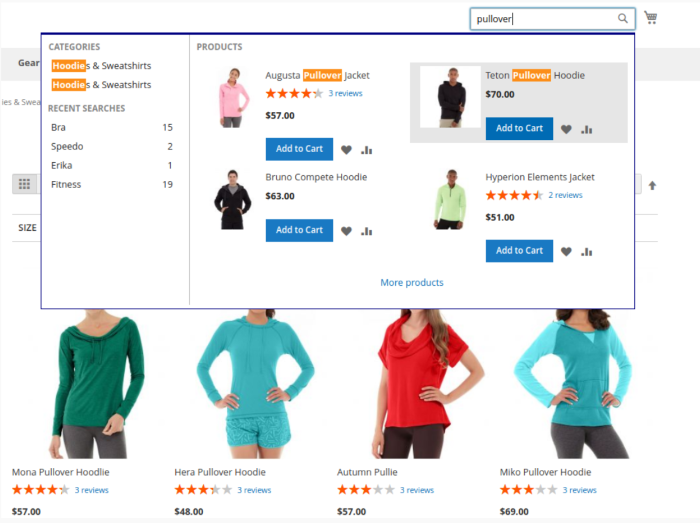 pullover
Gear
ies & Swea
CATEGORIES
Hoodies & Sweatshirts
Hoodies & Sweatshirts
RECENT SEARCHES
Bra 15
Speedo 2
Erika 1
Fitness 19
PRODUCTS
Augusta Pullover Jacket
3 reviews
$57.00
Add to Cart
Teton Pullover Hoodie
$70.00
Add to Cart
Bruno Compete Hoodie
$63.00
Add to Cart
Hyperion Elements Jacket
2 reviews
$51.00
Add to Cart
More products
SIZE
Mona Pullover Hoodlie
3 reviews
$57.00
Hera Pullover Hoodie
3 reviews
$48.00
Autumn Pullie
3 reviews
$57.00
Miko Pullover Hoodie
3 reviews
$69.00